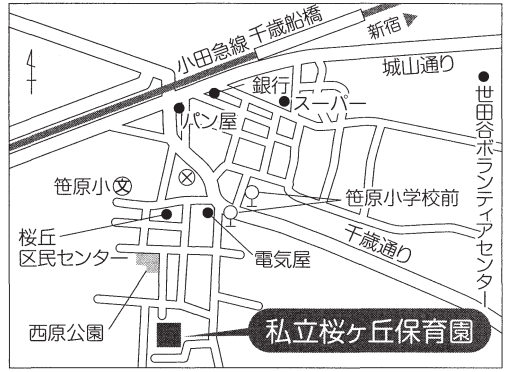 小田急線 千歳船橋
新宿
城山通り
銀行
スーパー
パン屋
世田谷ボランティアセンター
笹原小
文
笹原小学校前
桜丘
区民センター
電気屋
千歳通り
西原公園
私立桜ヶ丘保育園